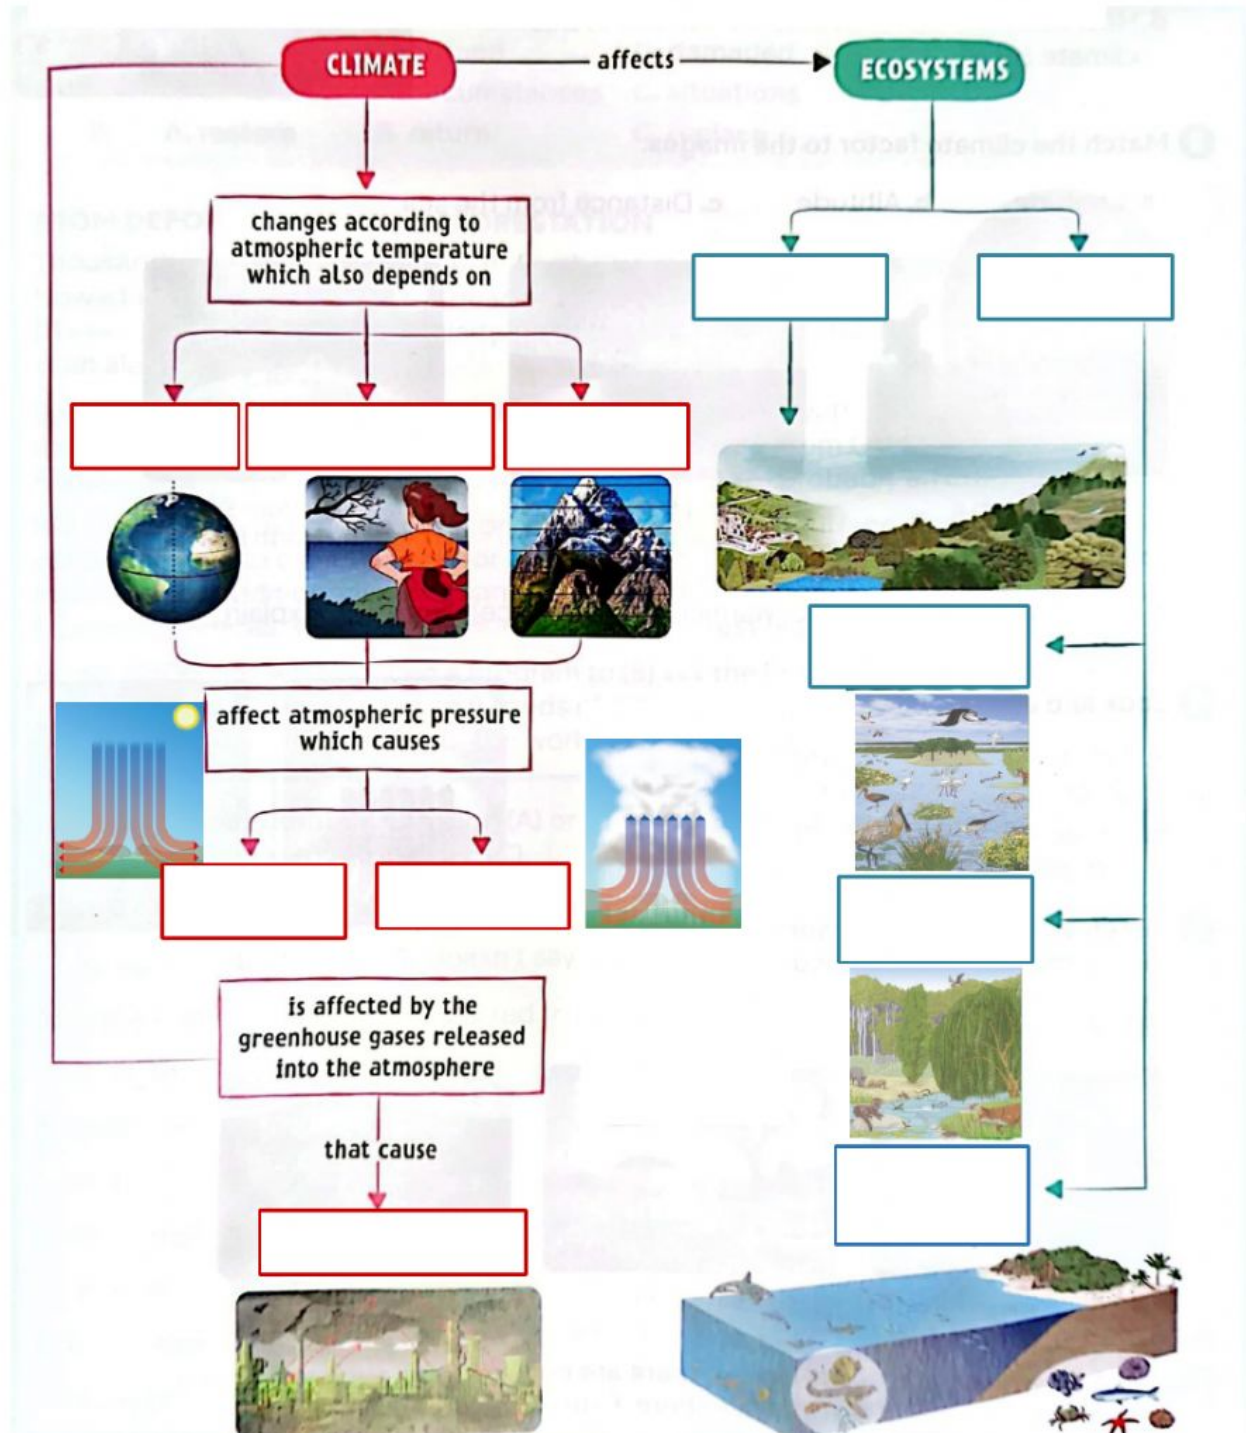 CLIMATE
affects
ECOSYSTEMS
changes according to
atmospheric temperature
which also depends on
affect atmospheric pressure
which causes
is affected by the
greenhouse gases released
into the atmosphere
that cause